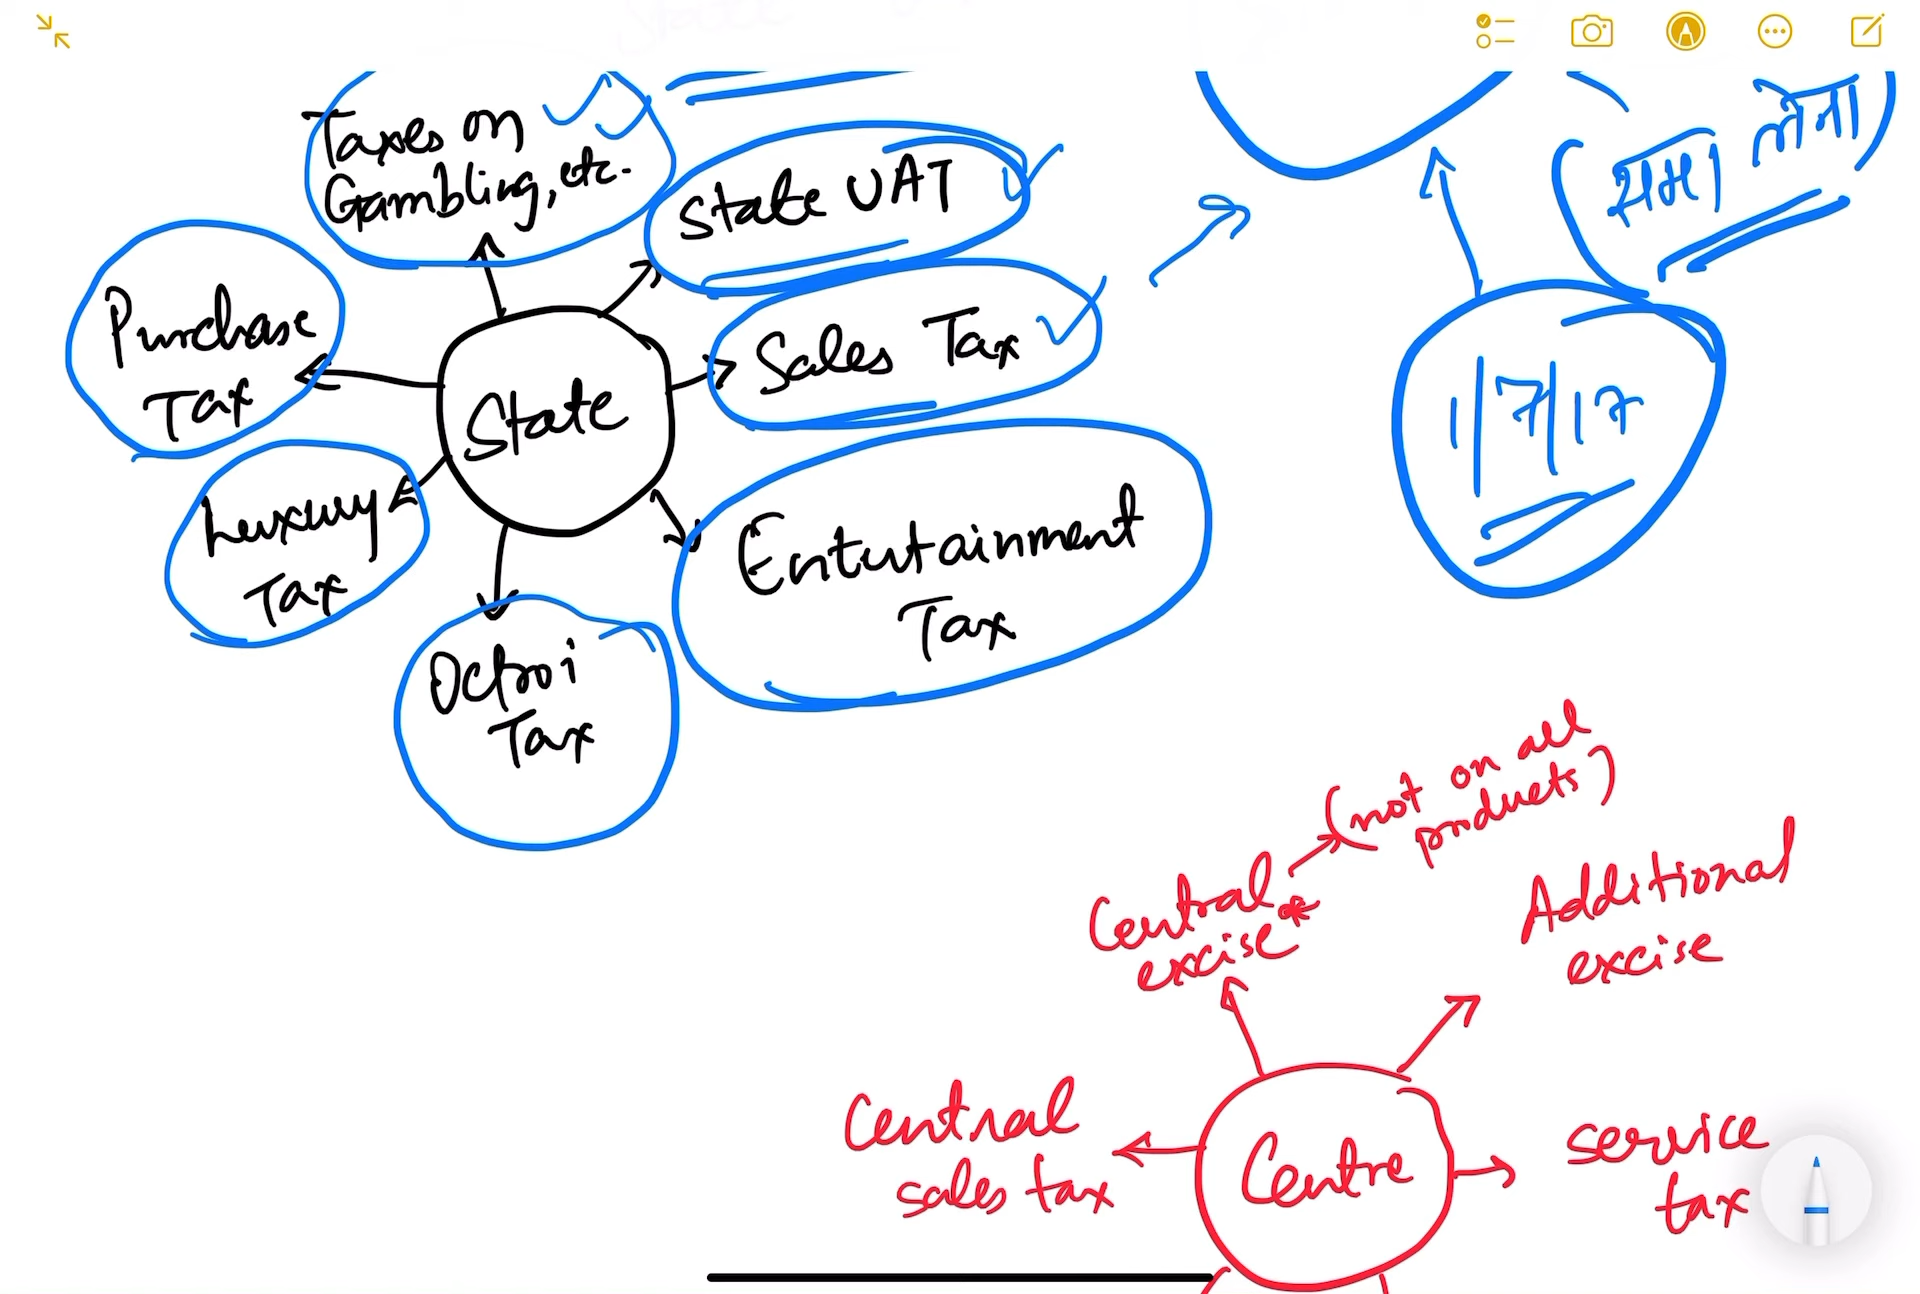 Taxes on
Gambling, etc.
State VAT
Sales Tax
Purchase
Tax
State
Luxury
Tax
Entertainment
Tax
Octroi
Tax
समा लेना
1/7/17
(not on all
products)
Central
excise*
Additional
excise
Central
sales tax
Centre
service
tax